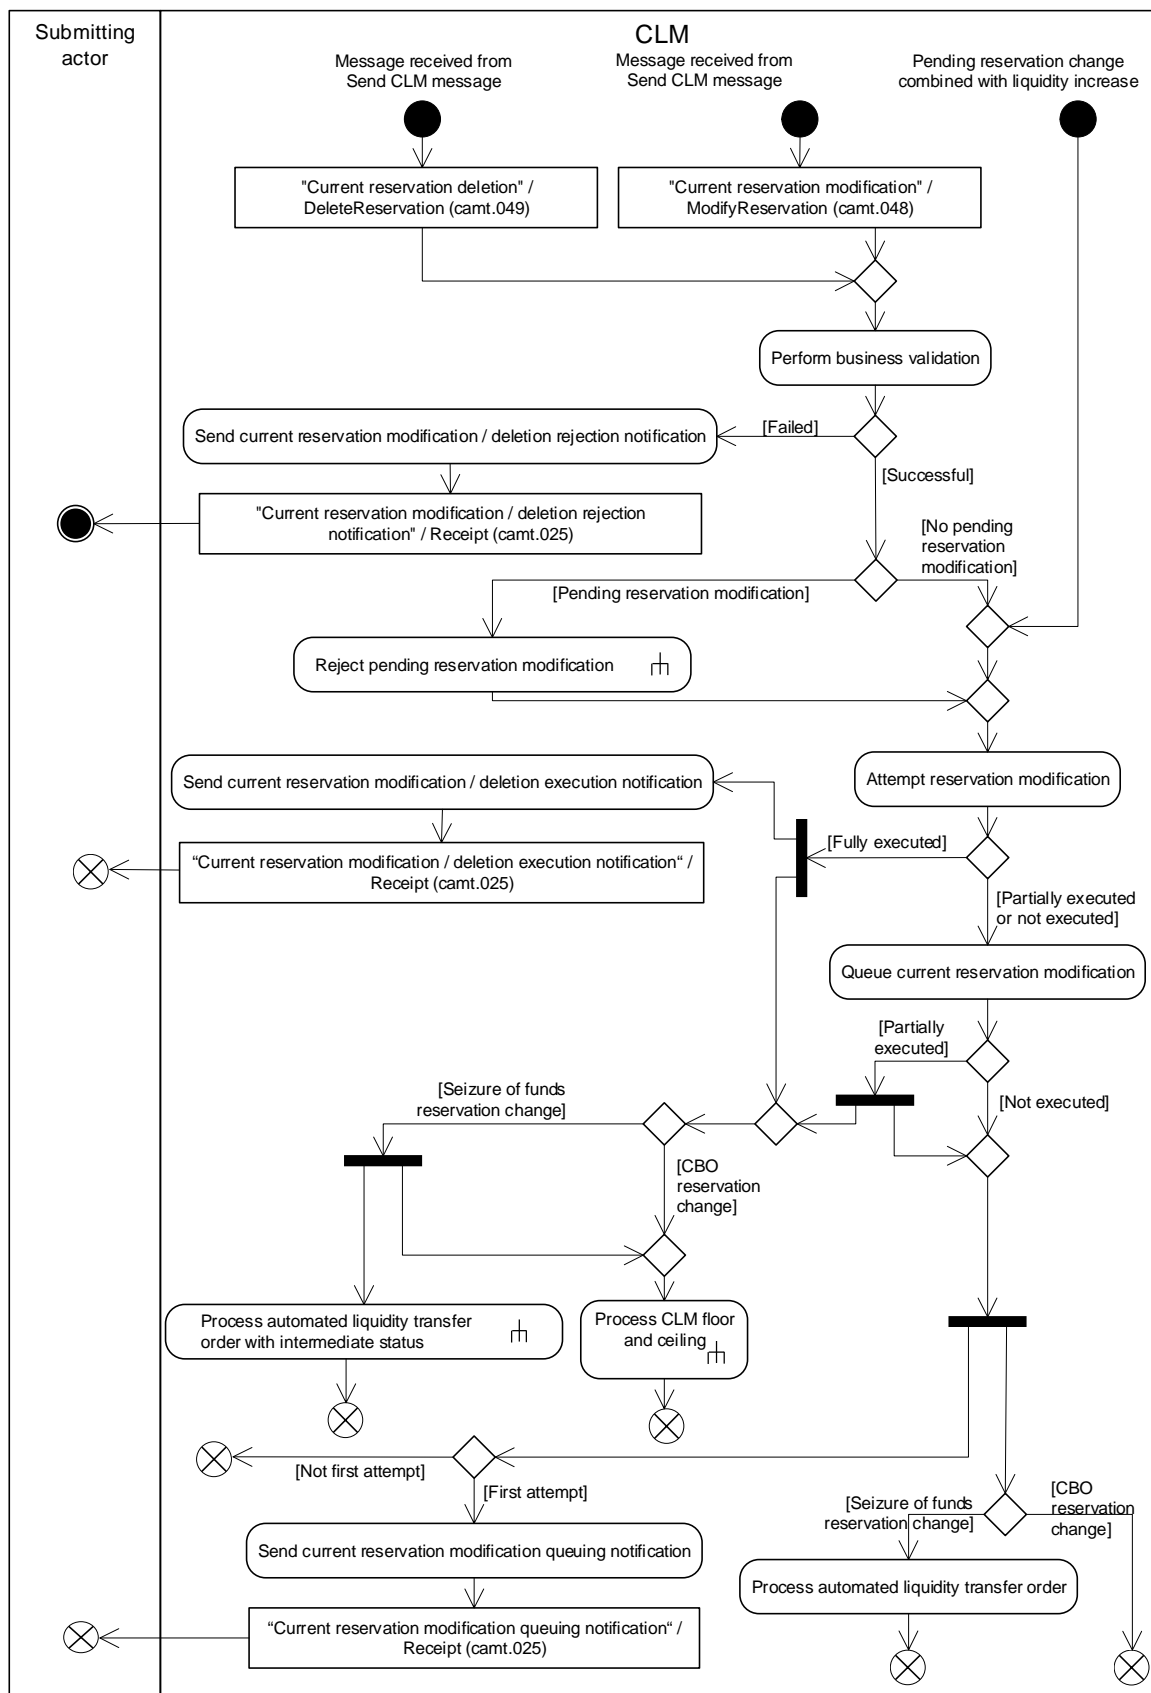 Submitting
actor
CLM
Message received from
Send CLM message
Message received from
Send CLM message
Pending reservation change
combined with liquidity increase
"Current reservation deletion" /
DeleteReservation (camt.049)
"Current reservation modification" /
ModifyReservation (camt.048)
Perform business validation
Send current reservation modification / deletion rejection notification
[Failed]
[Successful]
"Current reservation modification / deletion rejection
notification" / Receipt (camt.025)
[No pending
reservation
modification]
[Pending reservation modification]
Reject pending reservation modification
Send current reservation modification / deletion execution notification
Attempt reservation modification
[Fully executed]
“Current reservation modification / deletion execution notification“ /
Receipt (camt.025)
[Partially executed
or not executed]
Queue current reservation modification
[Partially
executed]
[Seizure of funds
reservation change]
[Not executed]
[CBO
reservation
change]
Process automated liquidity transfer
order with intermediate status
Process CLM floor
and ceiling
[Not first attempt]
[First attempt]
[Seizure of funds
reservation change]
[CBO
reservation
change]
Send current reservation modification queuing notification
Process automated liquidity transfer order
“Current reservation modification queuing notification“ /
Receipt (camt.025)